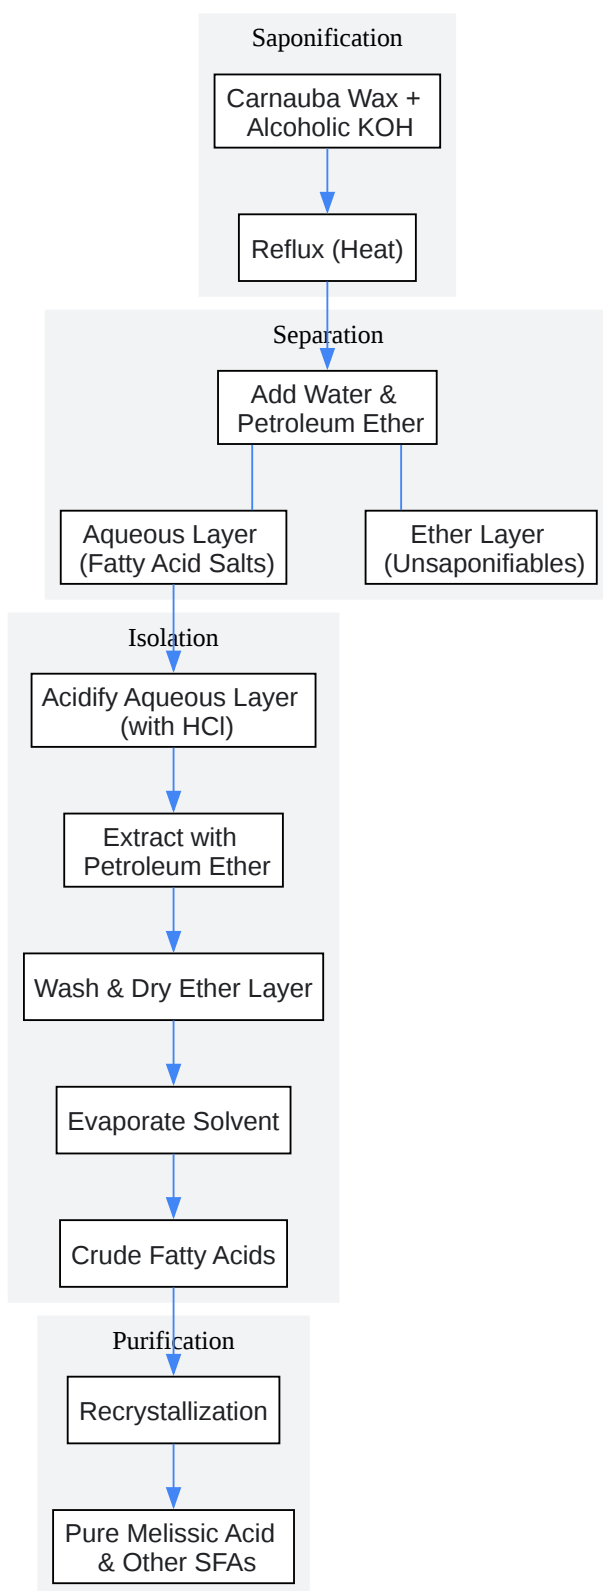 Saponification
Carnauba Wax +
Alcoholic KOH
Reflux (Heat)
Separation
Add Water &
Petroleum Ether
Aqueous Layer
(Fatty Acid Salts)
Ether Layer
(Unsaponifiables)
Isolation
Acidify Aqueous Layer
(with HCl)
Extract with
Petroleum Ether
Wash & Dry Ether Layer
Evaporate Solvent
Crude Fatty Acids
Purification
Recrystallization
Pure Melissic Acid
& Other SFAs